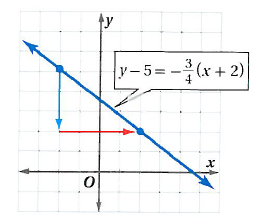 y
y − 5 = −3/4 (x + 2)
x
O